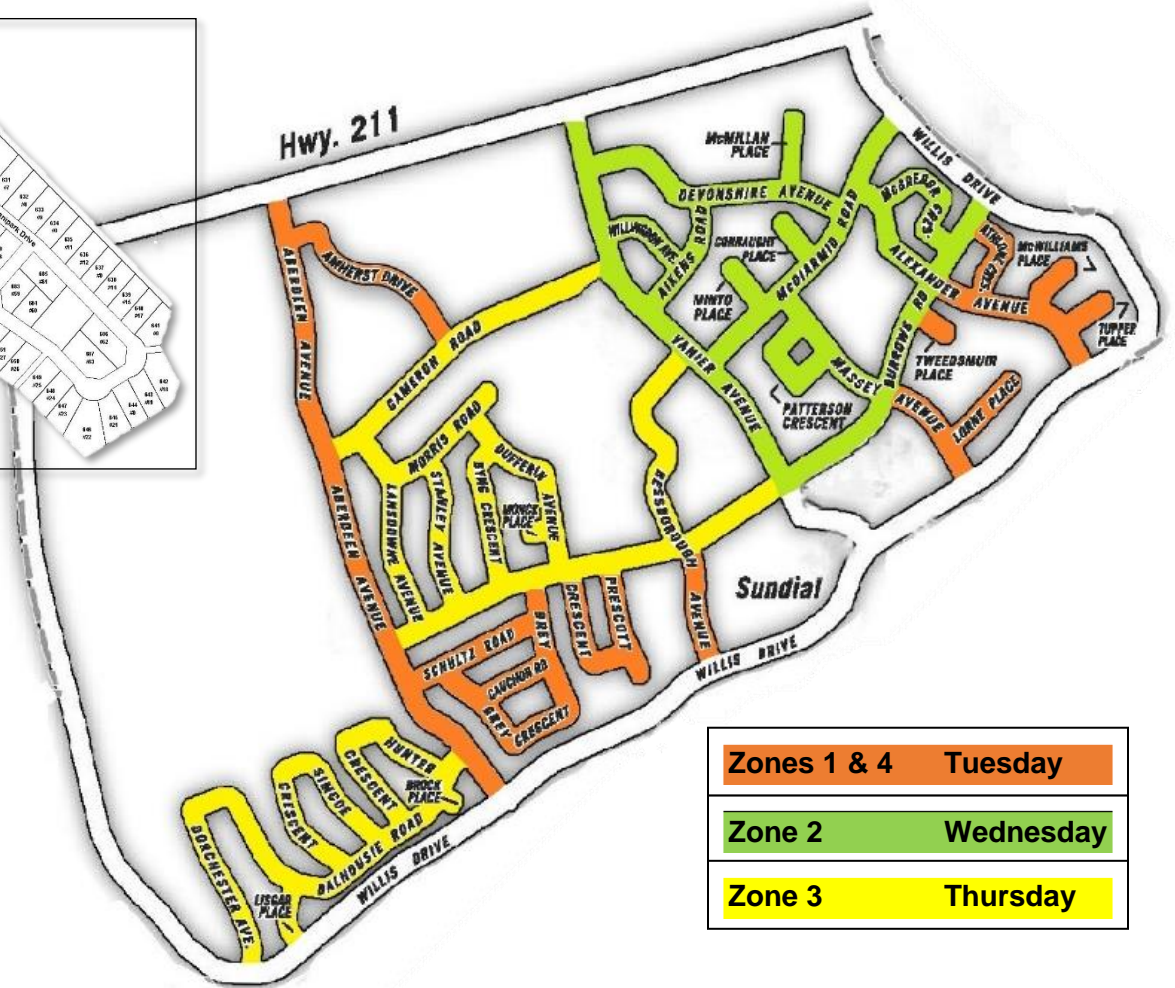 Hwy. 211
McMILLAN
PLACE
WILLIS DRIVE
DEVONSHIRE AVENUE
McGREGOR CRS.
WILLINGDON AVE.
AIKENS ROAD
CONNAUGHT
PLACE
McDIARMID ROAD
ATHLONE CRES.
McWILLIAMS
PLACE
ALEXANDER AVENUE
ABERDEEN AVENUE
AMHERST DRIVE
MINTO
PLACE
TUPPER
PLACE
CAMERON ROAD
VANIER AVENUE
BURROWS RD
TWEEDSMUIR
PLACE
MASSEY AVENUE
LORNE PLACE
PATTERSON
CRESCENT
MORRIS ROAD
DUFFERIN AVENUE
LANSDOWNE AVENUE
STANLEY AVENUE
BYNG CRESCENT
MONCK
PLACE
ABERDEEN AVENUE
BESSBOROUGH AVENUE
Sundial
PRESCOTT CRESCENT
GREY CRESCENT
SCHULTZ ROAD
CAUCHON RD
WILLIS DRIVE
HUNTER CRESCENT
SIMCOE CRESCENT
BROCK
PLACE
DALHOUSIE ROAD
DORCHESTER AVE.
LISGAR
PLACE
WILLIS DRIVE
Zones 1 & 4 Tuesday
Zone 2 Wednesday
Zone 3 Thursday